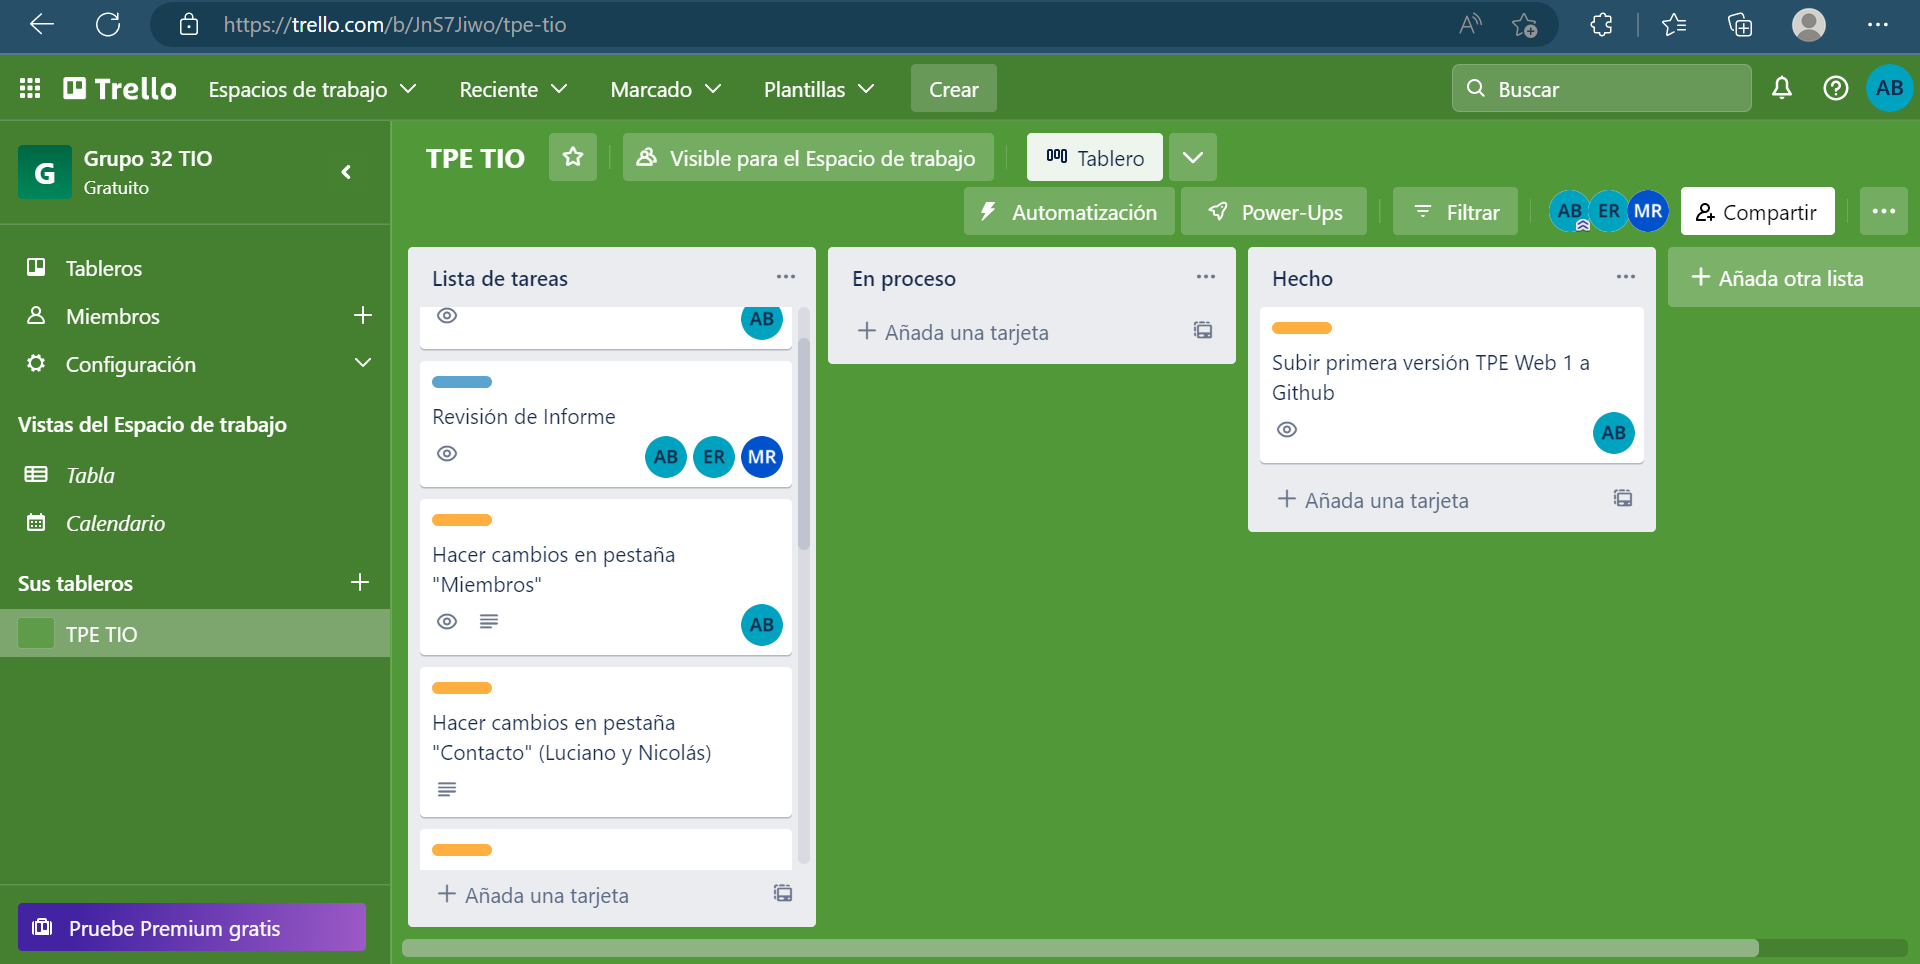 https://trello.com/b/JnS7Jiwo/tpe-tio
Trello
Espacios de trabajo
Reciente
Marcado
Plantillas
Crear
Buscar
AB
G
Grupo 32 TIO
Gratuito
TPE TIO
Visible para el Espacio de trabajo
Tablero
Automatización
Power-Ups
Filtrar
AB
ER
MR
Compartir
Tableros
Miembros
Configuración
Vistas del Espacio de trabajo
Tabla
Calendario
Sus tableros
TPE TIO
Pruebe Premium gratis
Lista de tareas
AB
Revisión de Informe
AB
ER
MR
Hacer cambios en pestaña
"Miembros"
AB
Hacer cambios en pestaña
"Contacto" (Luciano y Nicolás)
+ Añada una tarjeta
En proceso
+ Añada una tarjeta
Hecho
Subir primera versión TPE Web 1 a
Github
AB
+ Añada una tarjeta
+ Añada otra lista